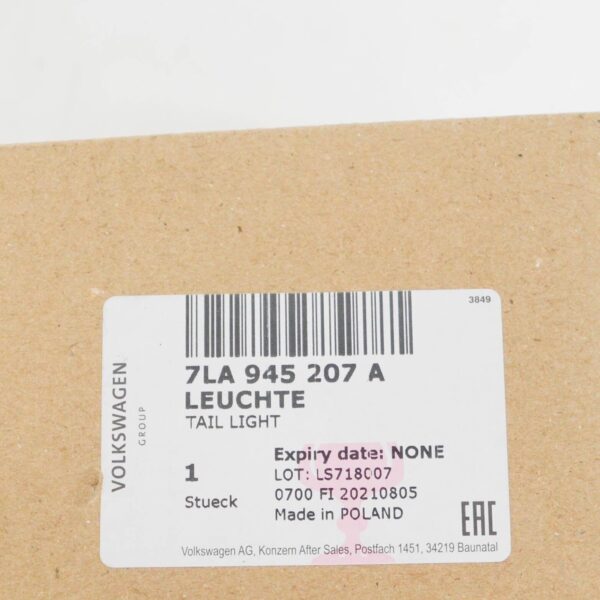 3849
7LA 945 207 A
LEUCHTE
TAIL LIGHT
VOLKSWAGEN
GROUP
1
Stueck
Expiry date: NONE
LOT: LS718007
0700 FI 20210805
Made in POLAND
EAC
Volkswagen AG, Konzern After Sales, Postfach 1451, 34219 Baunatal